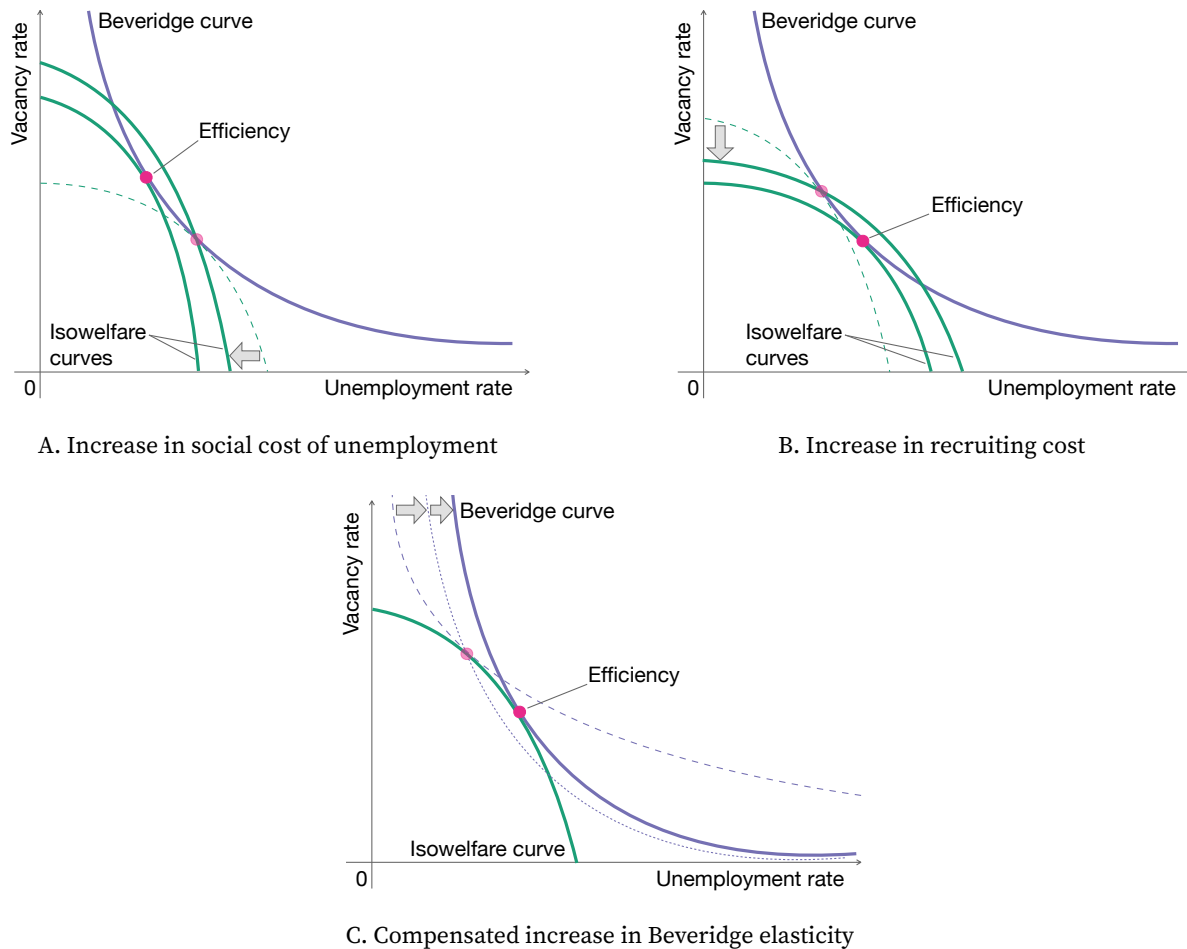 Vacancy rate
Beveridge curve
Efficiency
Isowelfare
curves
0
Unemployment rate
A. Increase in social cost of unemployment
Vacancy rate
Beveridge curve
Efficiency
Isowelfare
curves
0
Unemployment rate
B. Increase in recruiting cost
Vacancy rate
Beveridge curve
Efficiency
Isowelfare curve
0
Unemployment rate
C. Compensated increase in Beveridge elasticity